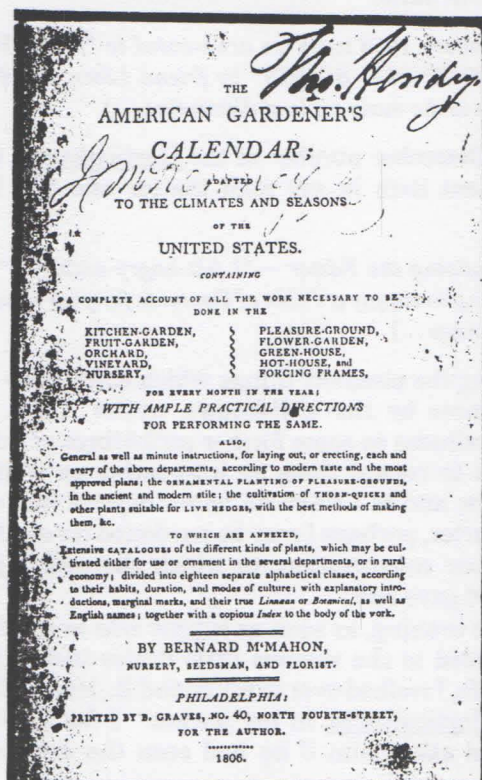 Tho. Hendry
THE
AMERICAN GARDENER'S
CALENDAR;
ADAPTED
TO THE CLIMATES AND SEASONS
OF THE
UNITED STATES.
CONTAINING
A COMPLETE ACCOUNT OF ALL THE WORK NECESSARY TO BE
DONE IN THE
KITCHEN-GARDEN, PLEASURE-GROUND,
FRUIT-GARDEN, FLOWER-GARDEN,
ORCHARD, GREEN-HOUSE,
VINEYARD, HOT-HOUSE, and
NURSERY, FORCING FRAMES,
FOR EVERY MONTH IN THE YEAR;
WITH AMPLE PRACTICAL DIRECTIONS
FOR PERFORMING THE SAME.
ALSO,
General as well as minute instructions, for laying out, or erecting, each and
every of the above departments, according to modern taste and the most
approved plans; the ORNAMENTAL PLANTING OF PLEASURE-GROUNDS,
in the ancient and modern stile; the cultivation of THORN-QUICKS and
other plants suitable for LIVE HEDGES, with the best methods of making
them, &c.
TO WHICH ARE ANNEXED,
Extensive CATALOGUES of the different kinds of plants, which may be cul-
tivated either for use or ornament in the several departments, or in rural
economy; divided into eighteen separate alphabetical classes, according
to their habits, duration, and modes of culture; with explanatory intro-
ductions, marginal marks, and their true Linnæan or Botanical, as well as
English names; together with a copious Index to the body of the work.
BY BERNARD M'MAHON,
NURSERY, SEEDSMAN, AND FLORIST.
PHILADELPHIA:
PRINTED BY B. GRAVES, NO. 40, NORTH FOURTH-STREET,
FOR THE AUTHOR.
1806.